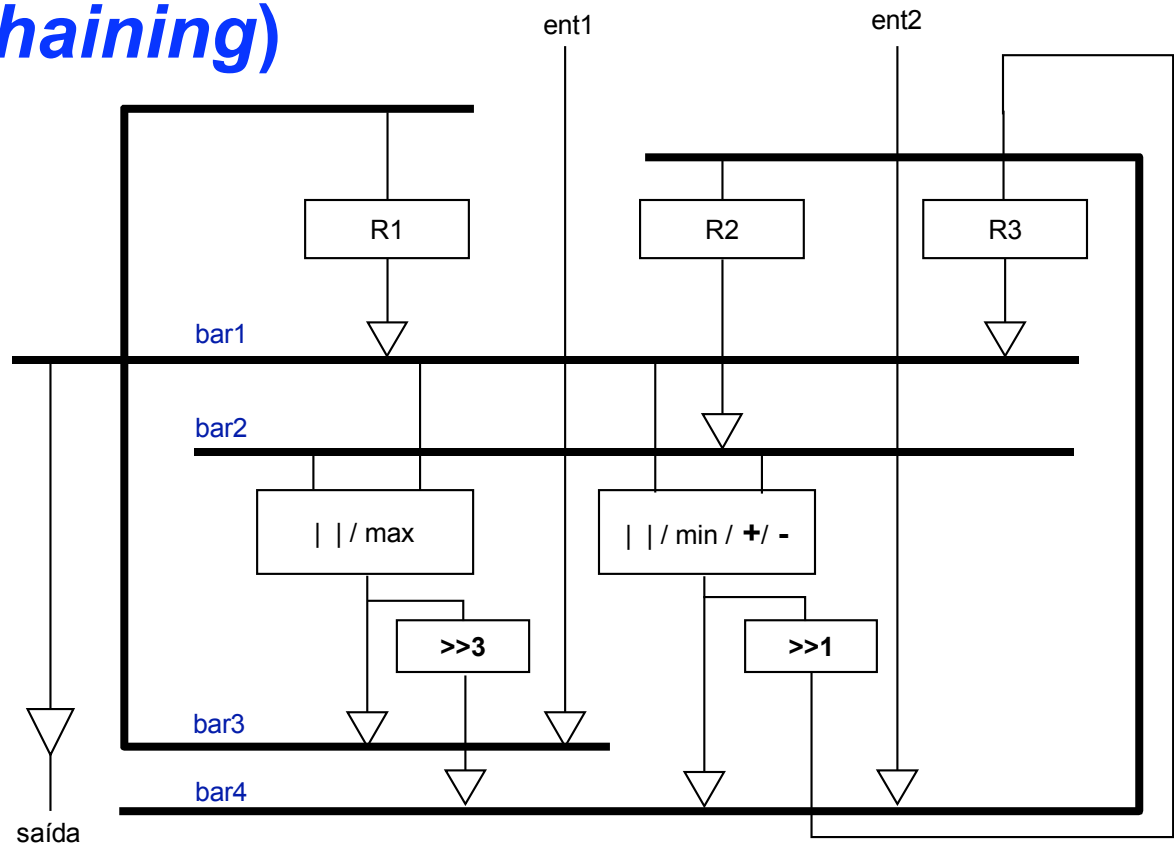 haining)
ent1
ent2
R1
R2
R3
bar1
bar2
| | / max
| | / min / +/ -
>>3
>>1
bar3
bar4
saída